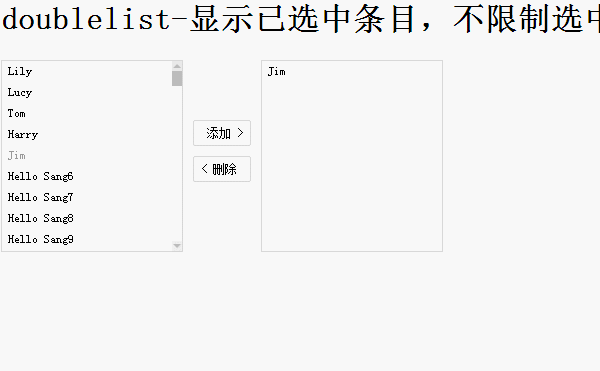 doublelist-显示已选中条目，不限制选中
Lily
Lucy
Tom
Harry
Jim
Hello Sang6
Hello Sang7
Hello Sang8
Hello Sang9
添加 >
< 删除
Jim